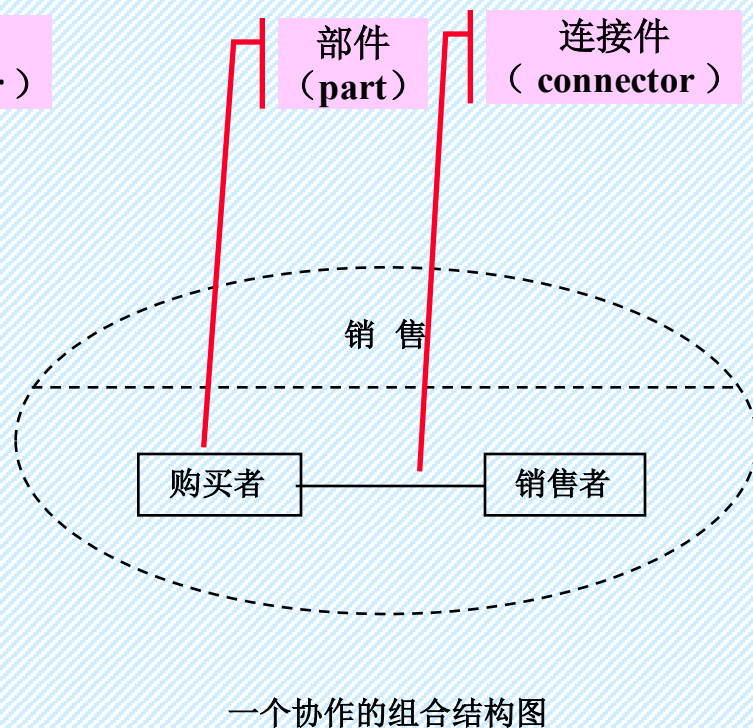 部件
（part）
连接件
（ connector ）
r ）
销 售
购买者
销售者
一个协作的组合结构图